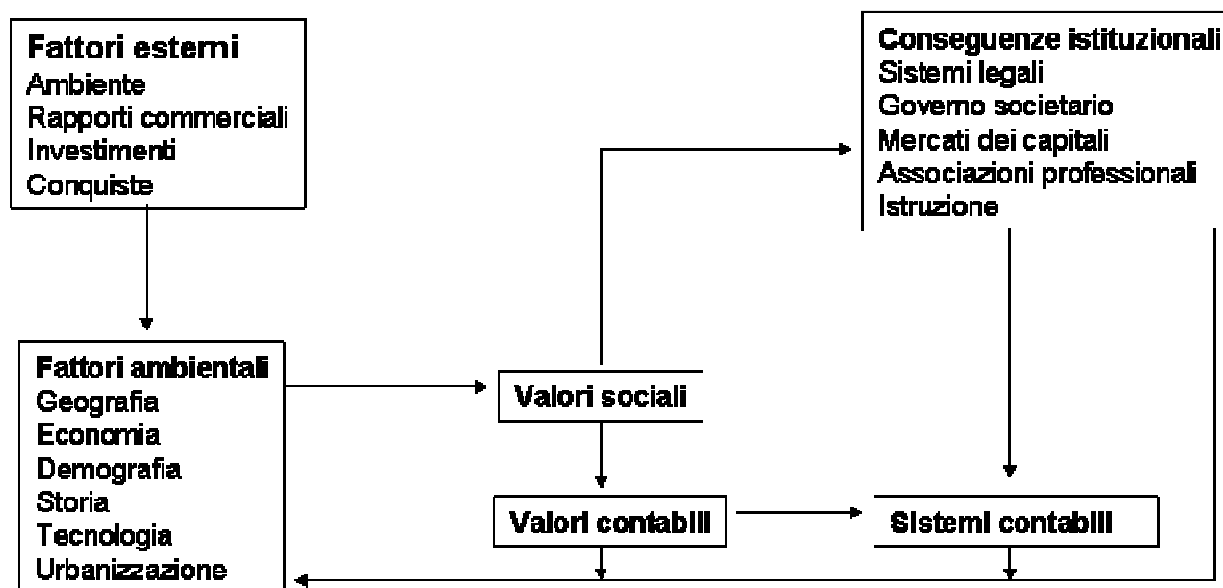 Fattori esterni
Ambiente
Rapporti commerciali
Investimenti
Conquiste
Conseguenze istituzionali
Sistemi legali
Governo societario
Mercati dei capitali
Associazioni professionali
Istruzione
Fattori ambientali
Geografia
Economia
Demografia
Storia
Tecnologia
Urbanizzazione
Valori sociali
Valori contabili
Sistemi contabili